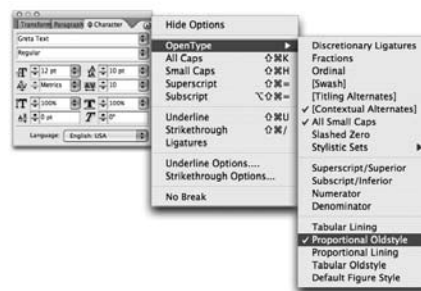 Transform Paragraph Character
Greta Text
Regular
12 pt 10 pt
Metrics 10
100% 100%
0 pt 0°
Language: English: USA
Hide Options
OpenType
All Caps ⇧⌘K
Small Caps ⇧⌘H
Superscript ⇧⌘=
Subscript ⌥⇧⌘=
Underline ⇧⌘U
Strikethrough ⇧⌘/
Ligatures
Underline Options....
Strikethrough Options...
No Break
Discretionary Ligatures
Fractions
Ordinal
[Swash]
[Titling Alternates]
✓ [Contextual Alternates]
✓ All Small Caps
Slashed Zero
Stylistic Sets
Superscript/Superior
Subscript/Inferior
Numerator
Denominator
Tabular Lining
✓ Proportional Oldstyle
Proportional Lining
Tabular Oldstyle
Default Figure Style